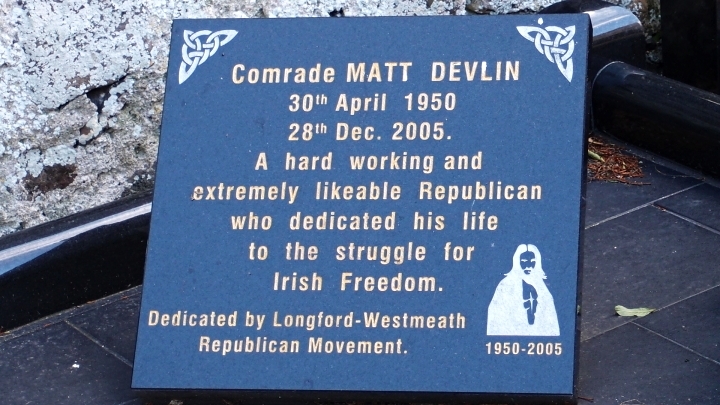 Comrade MATT DEVLIN
30th April 1950
28th Dec. 2005.
A hard working and
extremely likeable Republican
who dedicated his life
to the struggle for
Irish Freedom.
Dedicated by Longford-Westmeath
Republican Movement.
1950-2005